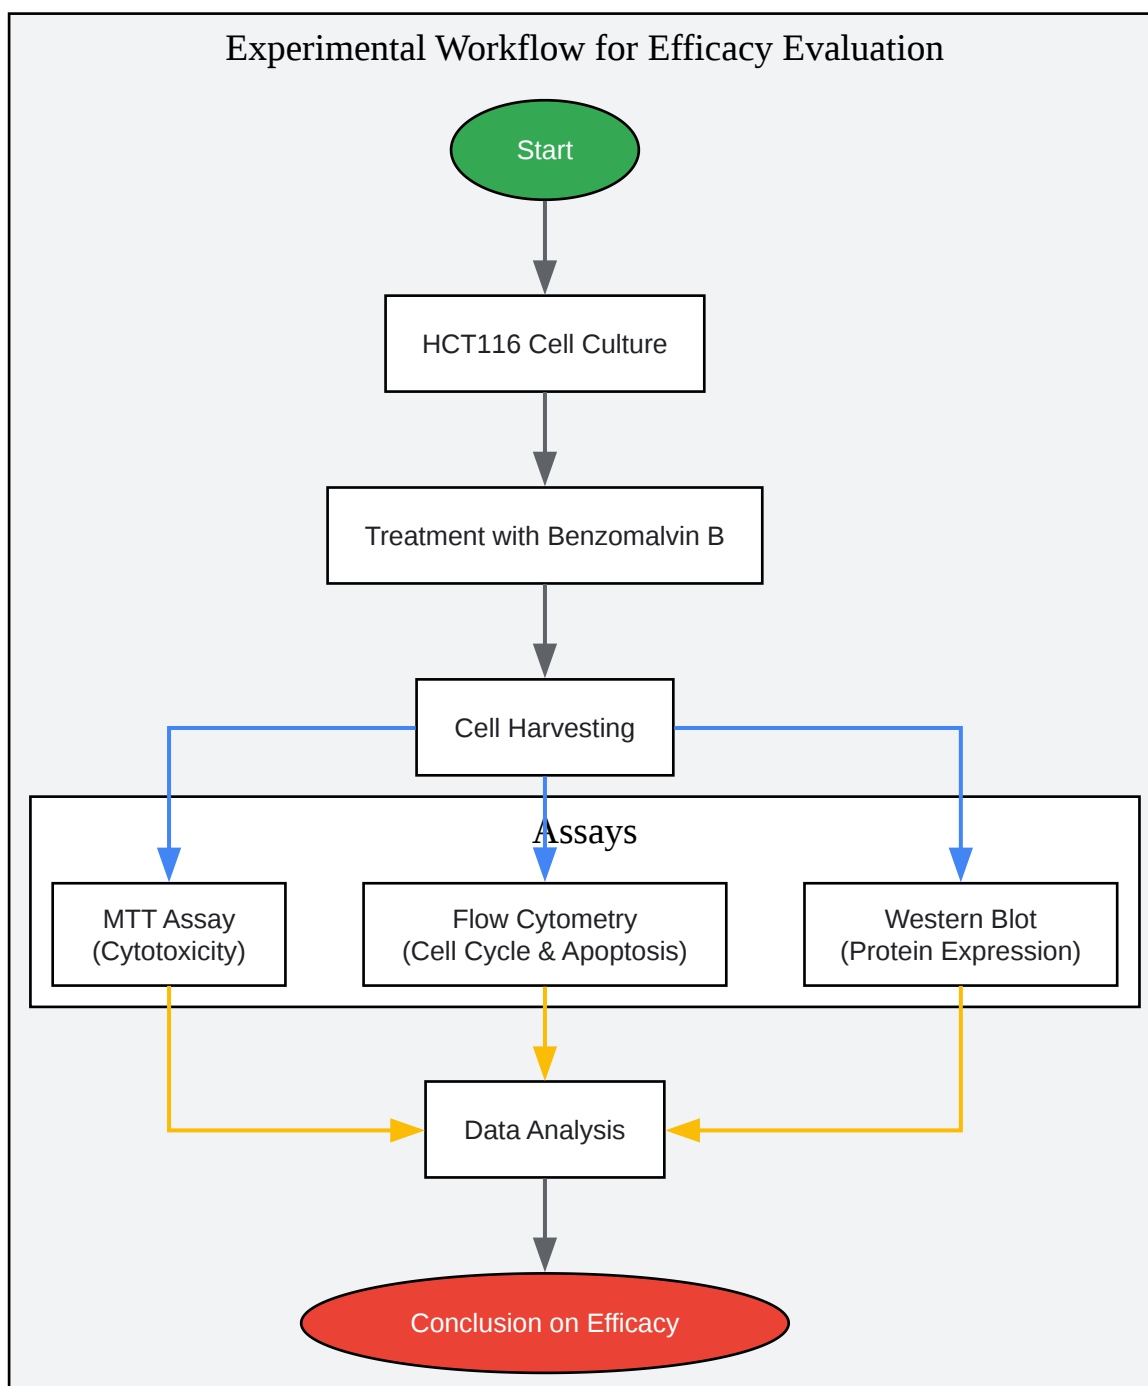 Experimental Workflow for Efficacy Evaluation
Start
HCT116 Cell Culture
Treatment with Benzomalvin B
Cell Harvesting
Assays
MTT Assay
(Cytotoxicity)
Flow Cytometry
(Cell Cycle & Apoptosis)
Western Blot
(Protein Expression)
Data Analysis
Conclusion on Efficacy